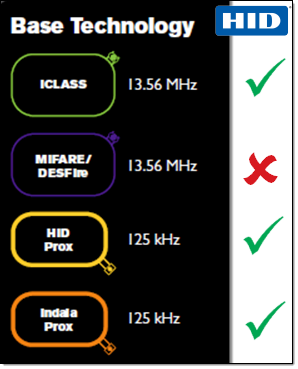 Base Technology
HID
ICLASS
13.56 MHz
MIFARE/
DESFire
13.56 MHz
HID
Prox
125 kHz
Indala
Prox
125 kHz